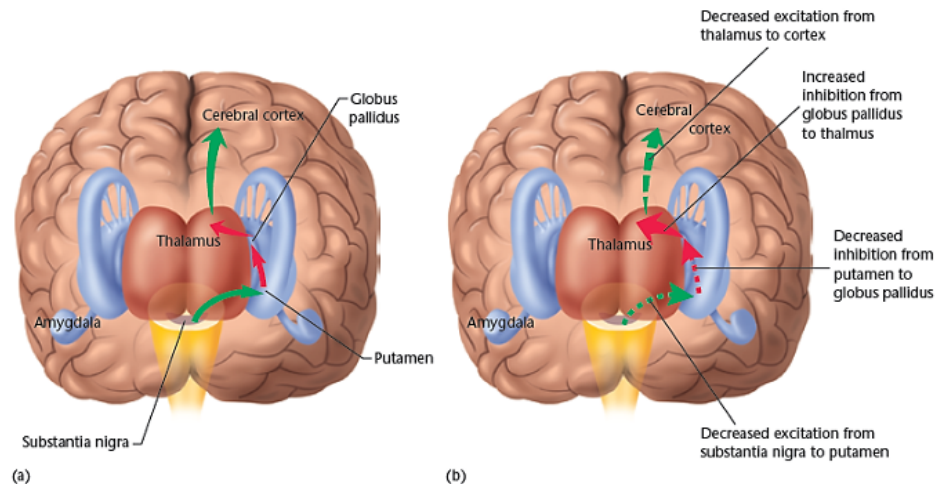 Cerebral cortex
Globus
pallidus
Thalamus
Amygdala
Putamen
Substantia nigra
(a)
Decreased excitation from
thalamus to cortex
Increased
inhibition from
globus pallidus
to thalmus
Cerebral
cortex
Thalamus
Decreased
inhibition from
putamen to
globus pallidus
Amygdala
Decreased excitation from
substantia nigra to putamen
(b)